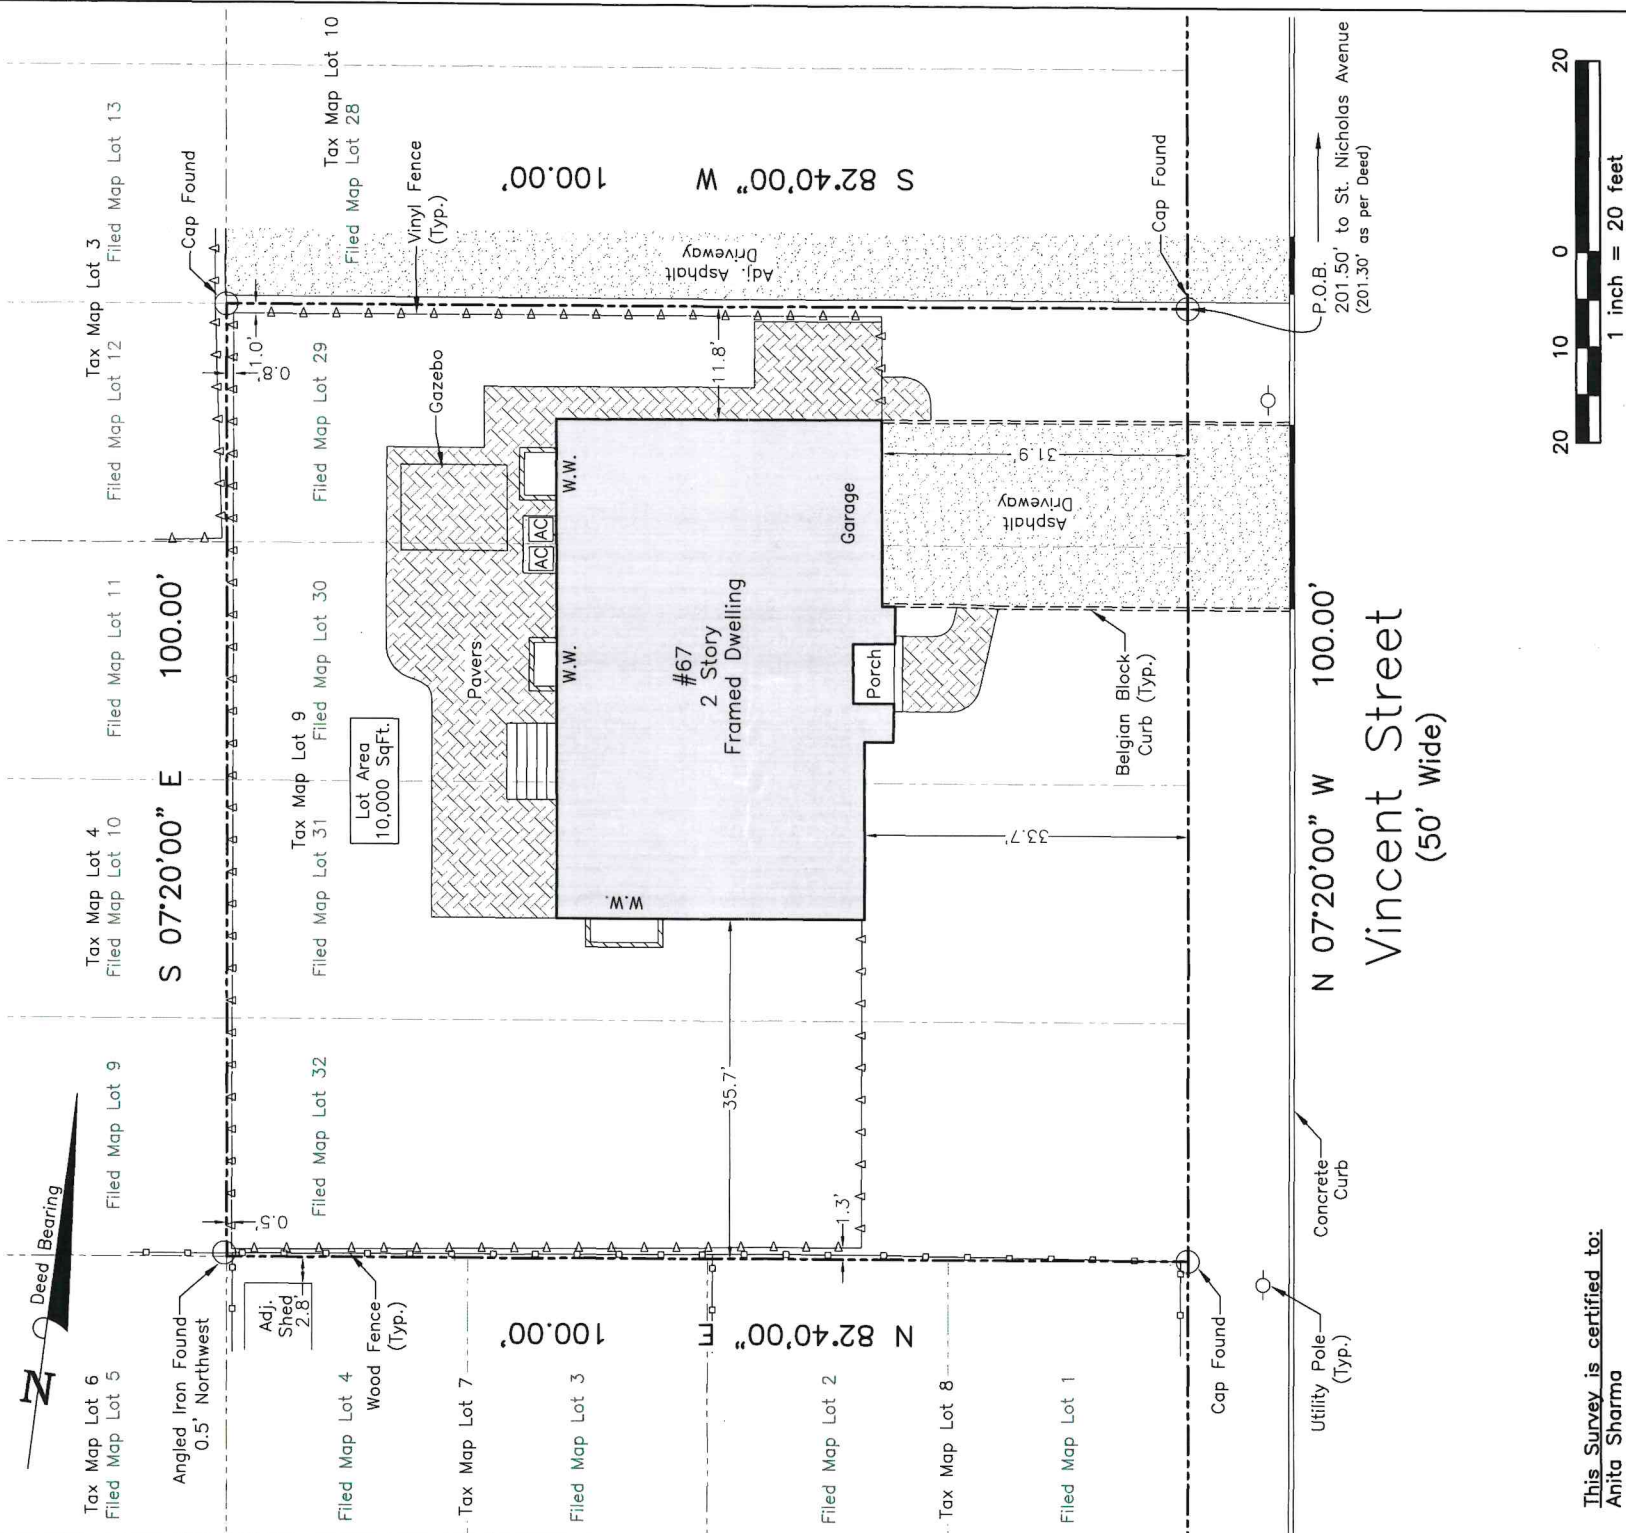 N
Deed Bearing
Tax Map Lot 6
Filed Map Lot 5
Filed Map Lot 9
Tax Map Lot 4
Filed Map Lot 10
Filed Map Lot 11
Tax Map Lot 3
Filed Map Lot 12
Filed Map Lot 13
S 07°20'00" E 100.00'
Angled Iron Found
0.5' Northwest
Cap Found
0.5'
0.8'
1.0'
Adj.
Shed
2.8'
Filed Map Lot 32
Tax Map Lot 9
Filed Map Lot 31
Filed Map Lot 30
Filed Map Lot 29
Tax Map Lot 10
Filed Map Lot 28
Lot Area
10,000 SqFt.
Filed Map Lot 4
Wood Fence
(Typ.)
Gazebo
Vinyl Fence
(Typ.)
Tax Map Lot 7
Pavers
Filed Map Lot 3
N 82°40'00" E 100.00'
S 82°40'00" W 100.00'
AC
AC
W.W.
W.W.
W.W.
#67
2 Story
Framed Dwelling
Garage
Porch
35.7'
11.8'
Adj. Asphalt
Driveway
1.3'
Filed Map Lot 2
Tax Map Lot 8
Filed Map Lot 1
33.7'
31.9'
Asphalt
Driveway
Belgian Block
Curb (Typ.)
Cap Found
Cap Found
Utility Pole
(Typ.)
Concrete
Curb
N 07°20'00" W 100.00'
P.O.B.
201.50' to St. Nicholas Avenue
(201.30' as per Deed)
Vincent Street
(50' Wide)
20 10 0 20
1 inch = 20 feet
This Survey is certified to:
Anita Sharma